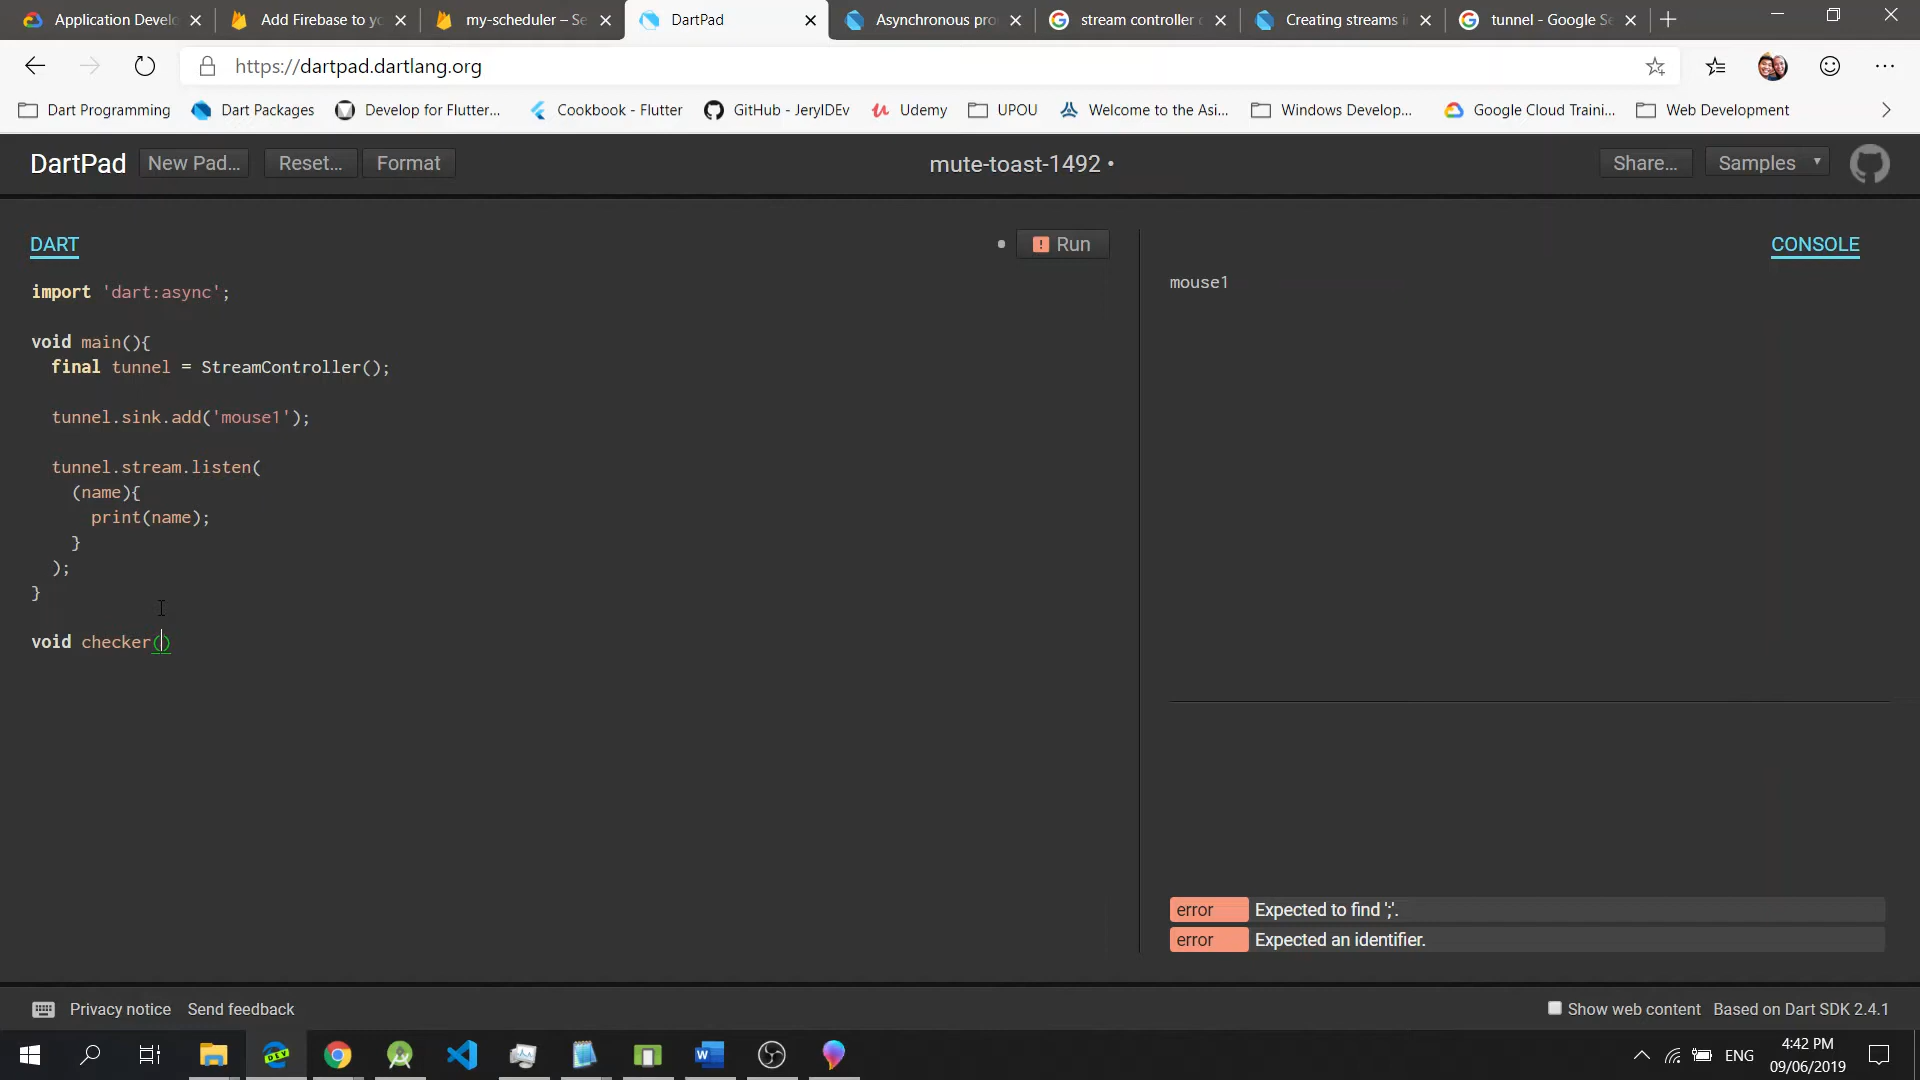 Application Develo
Add Firebase to yo
my-scheduler – Se
DartPad
Asynchronous pro
stream controller
Creating streams i
tunnel - Google Se
https://dartpad.dartlang.org
Dart Programming
Dart Packages
Develop for Flutter...
Cookbook - Flutter
GitHub - JerylDEv
Udemy
UPOU
Welcome to the Asi...
Windows Develop...
Google Cloud Traini...
Web Development
DartPad
New Pad...
Reset...
Format
mute-toast-1492 •
Share...
Samples
DART
! Run
CONSOLE
import 'dart:async';
void main(){
final tunnel = StreamController();
tunnel.sink.add('mouse1');
tunnel.stream.listen(
(name){
print(name);
}
);
}
void checker()
mouse1
error Expected to find ';'.
error Expected an identifier.
Privacy notice
Send feedback
Show web content
Based on Dart SDK 2.4.1
DEV
ENG
4:42 PM
09/06/2019